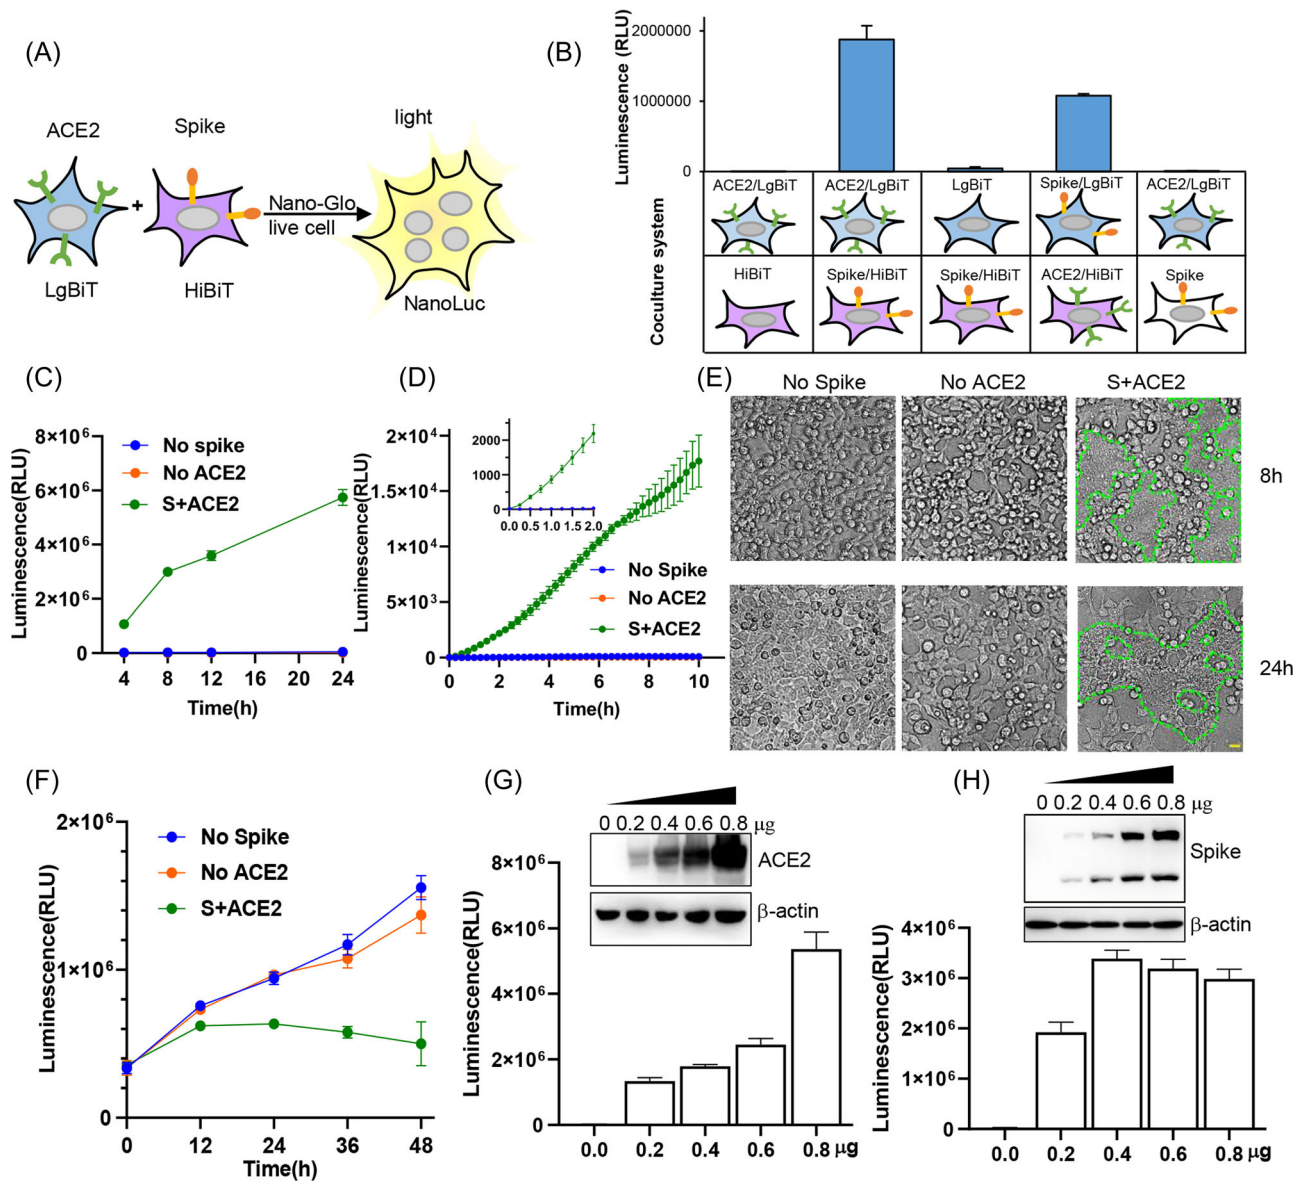 (A)
ACE2
Spike
light
+
Nano-Glo
live cell
LgBiT
HiBiT
NanoLuc
(B)
Luminescence (RLU)
2000000
1000000
0
Coculture system
ACE2/LgBiT ACE2/LgBiT LgBiT Spike/LgBiT ACE2/LgBiT
HiBiT Spike/HiBiT Spike/HiBiT ACE2/HiBiT Spike
(C)
Luminescence(RLU)
8×10⁶
6×10⁶
4×10⁶
2×10⁶
0
No spike
No ACE2
S+ACE2
4 8 12 16 20 24
Time(h)
(D)
Luminescence(RLU)
2×10⁴
1.5×10⁴
1×10⁴
5×10³
0
2000
1000
0
0.0 0.5 1.0 1.5 2.0
No Spike
No ACE2
S+ACE2
0 2 4 6 8 10
Time(h)
(E)
No Spike No ACE2 S+ACE2
8h
24h
(F)
Luminescence(RLU)
2×10⁶
1×10⁶
0
No Spike
No ACE2
S+ACE2
0 12 24 36 48
Time(h)
(G)
0 0.2 0.4 0.6 0.8 μg
ACE2
β-actin
Luminescence(RLU)
8×10⁶
6×10⁶
4×10⁶
2×10⁶
0
0.0 0.2 0.4 0.6 0.8 μg
(H)
0 0.2 0.4 0.6 0.8 μg
Spike
β-actin
Luminescence(RLU)
4×10⁶
3×10⁶
2×10⁶
1×10⁶
0
0.0 0.2 0.4 0.6 0.8 μg